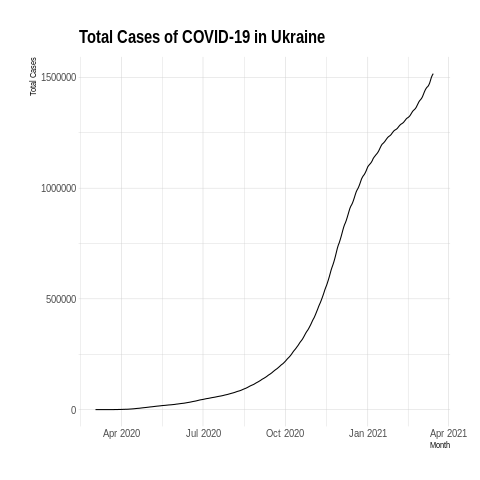 Total Cases of COVID-19 in Ukraine
Total Cases
1500000
1000000
500000
0
Apr 2020 Jul 2020 Oct 2020 Jan 2021 Apr 2021
Month